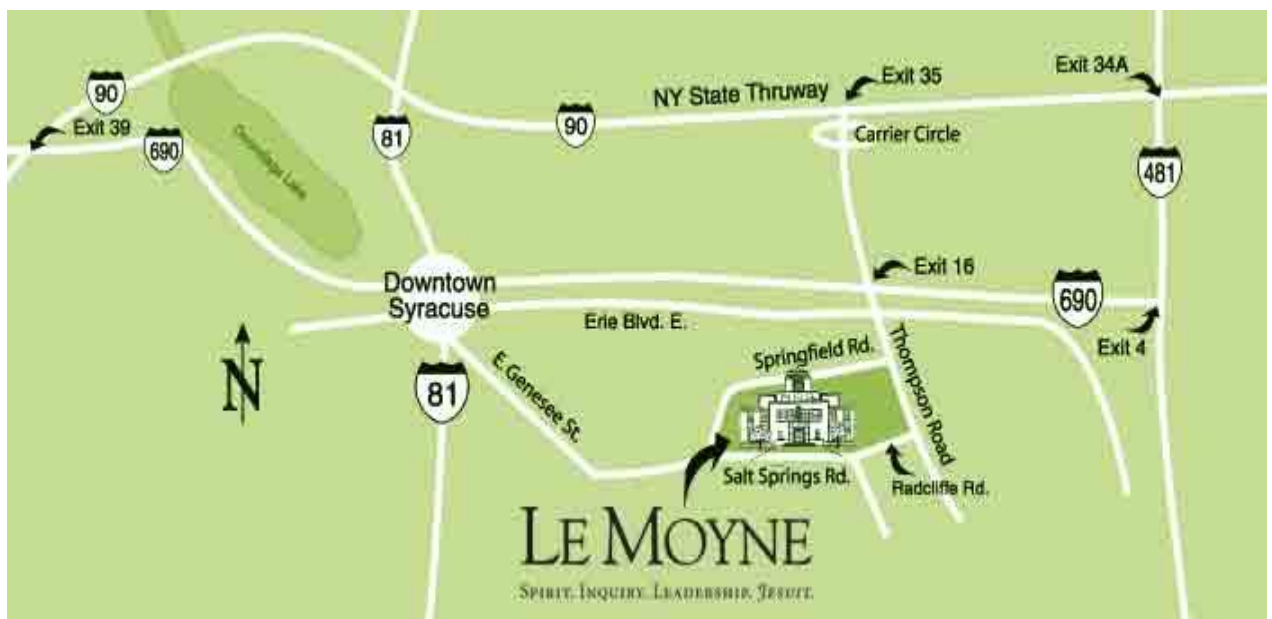 90
Exit 39
690
Onondaga Lake
81
90
NY State Thruway
Exit 35
Exit 34A
Carrier Circle
481
Downtown
Syracuse
Exit 16
690
Erie Blvd. E.
Exit 4
N
81
E. Genesee St.
Springfield Rd.
Thompson Road
Salt Springs Rd.
Radcliffe Rd.
LE MOYNE
SPIRIT. INQUIRY. LEADERSHIP. JESUIT.